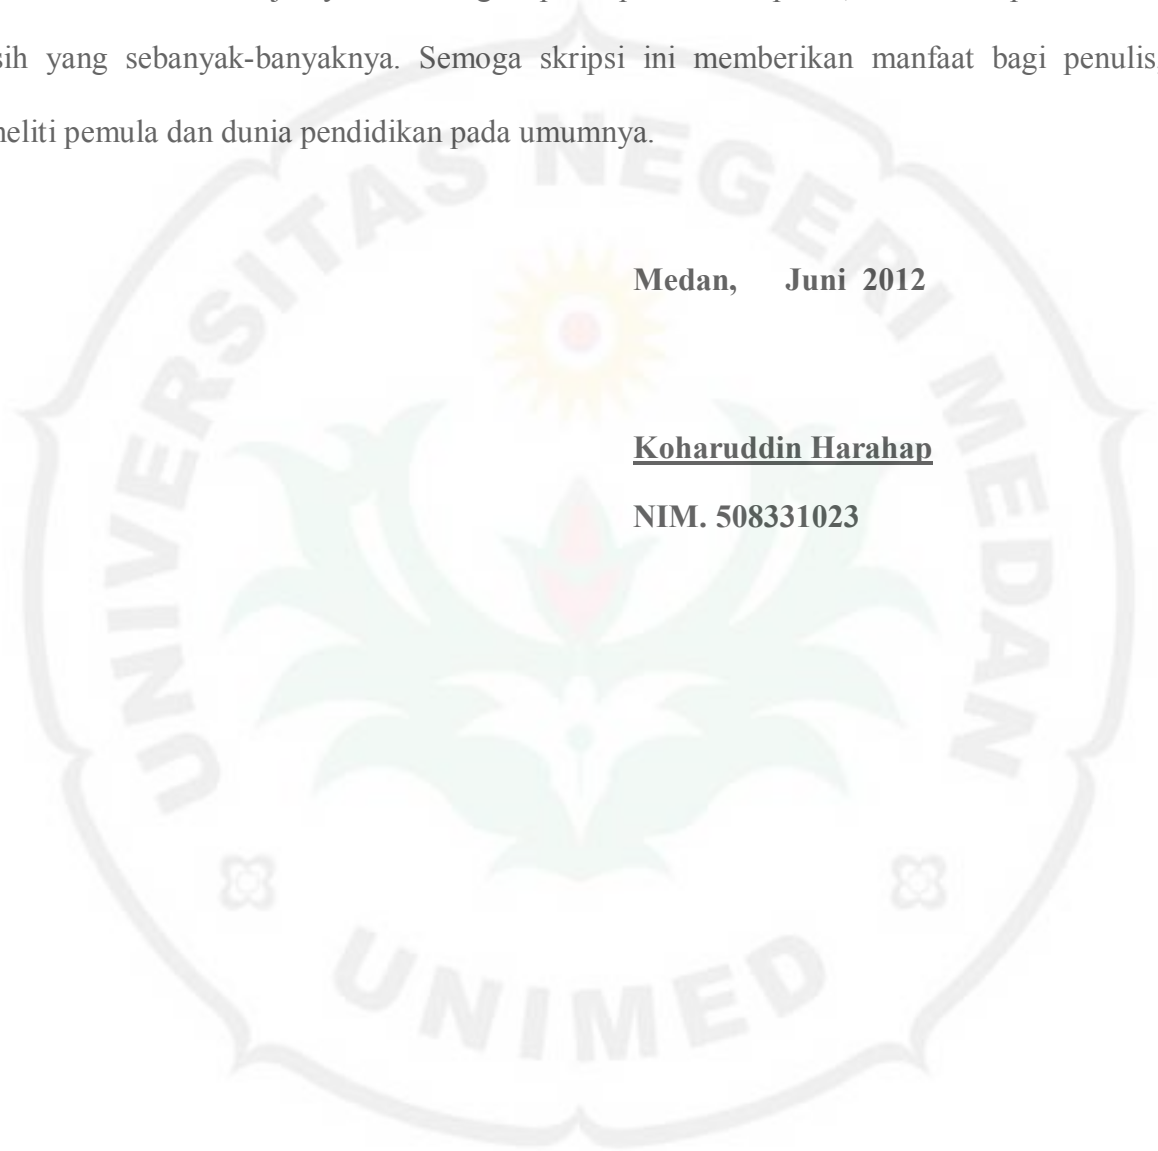 sih yang sebanyak-banyaknya. Semoga skripsi ini memberikan manfaat bagi penulis,
neliti pemula dan dunia pendidikan pada umumnya.
Medan, Juni 2012
Koharuddin Harahap
NIM. 508331023
UNIVERSITAS NEGERI MEDAN
UNIMED